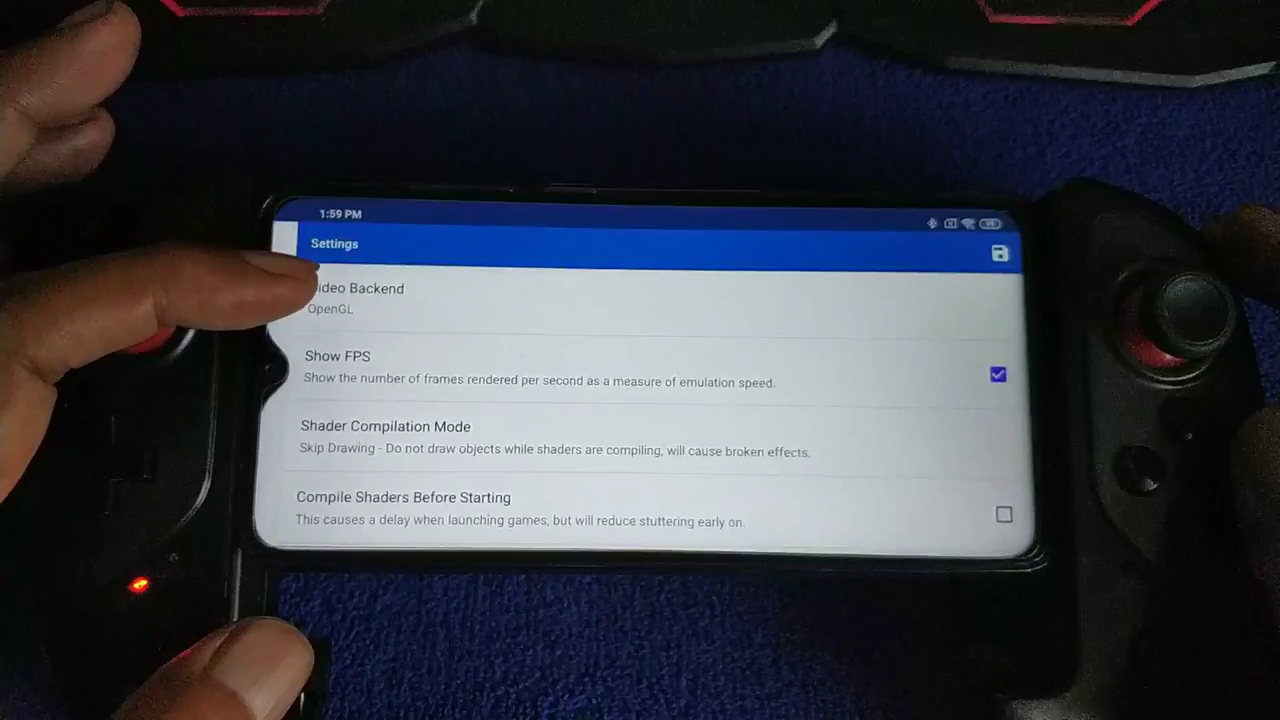 1:59 PM
Settings
ideo Backend
OpenGL
Show FPS
Show the number of frames rendered per second as a measure of emulation speed.
Shader Compilation Mode
Skip Drawing - Do not draw objects while shaders are compiling, will cause broken effects.
Compile Shaders Before Starting
This causes a delay when launching games, but will reduce stuttering early on.